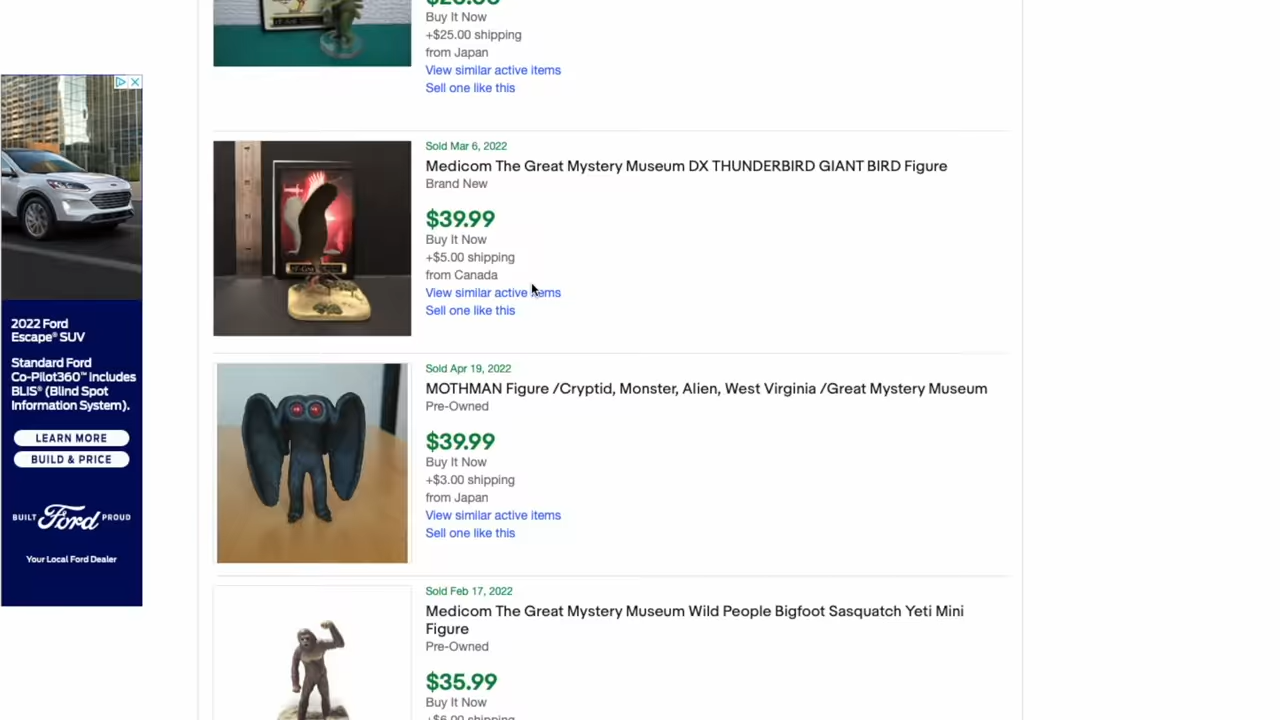 Buy It Now
+$25.00 shipping
from Japan
View similar active items
Sell one like this
Sold Mar 6, 2022
Medicom The Great Mystery Museum DX THUNDERBIRD GIANT BIRD Figure
Brand New
$39.99
Buy It Now
+$5.00 shipping
from Canada
View similar active items
Sell one like this
Sold Apr 19, 2022
MOTHMAN Figure /Cryptid, Monster, Alien, West Virginia /Great Mystery Museum
Pre-Owned
$39.99
Buy It Now
+$3.00 shipping
from Japan
View similar active items
Sell one like this
Sold Feb 17, 2022
Medicom The Great Mystery Museum Wild People Bigfoot Sasquatch Yeti Mini
Figure
Pre-Owned
$35.99
Buy It Now
+$6.00 shipping
2022 Ford
Escape® SUV
Standard Ford
Co-Pilot360™ includes
BLIS® (Blind Spot
Information System).
LEARN MORE
BUILD & PRICE
BUILT Ford PROUD
Your Local Ford Dealer